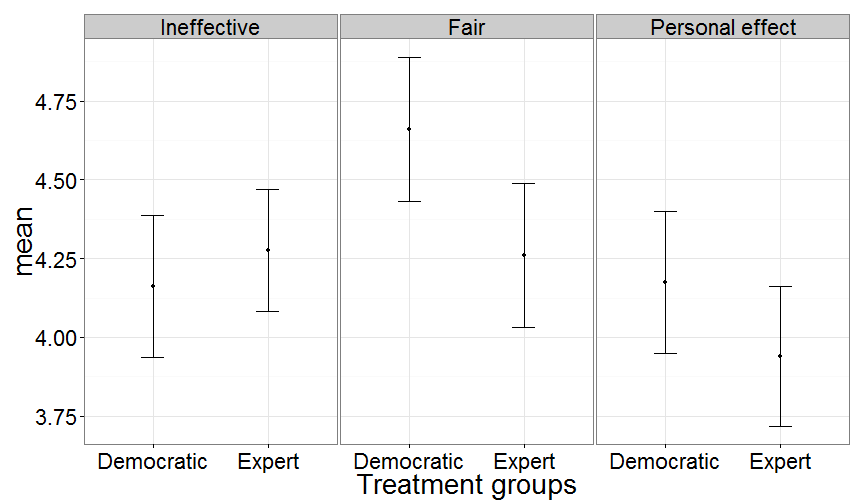 Ineffective Fair Personal effect
4.75
4.50
4.25
4.00
3.75
mean
Democratic Expert Democratic Expert Democratic Expert
Treatment groups